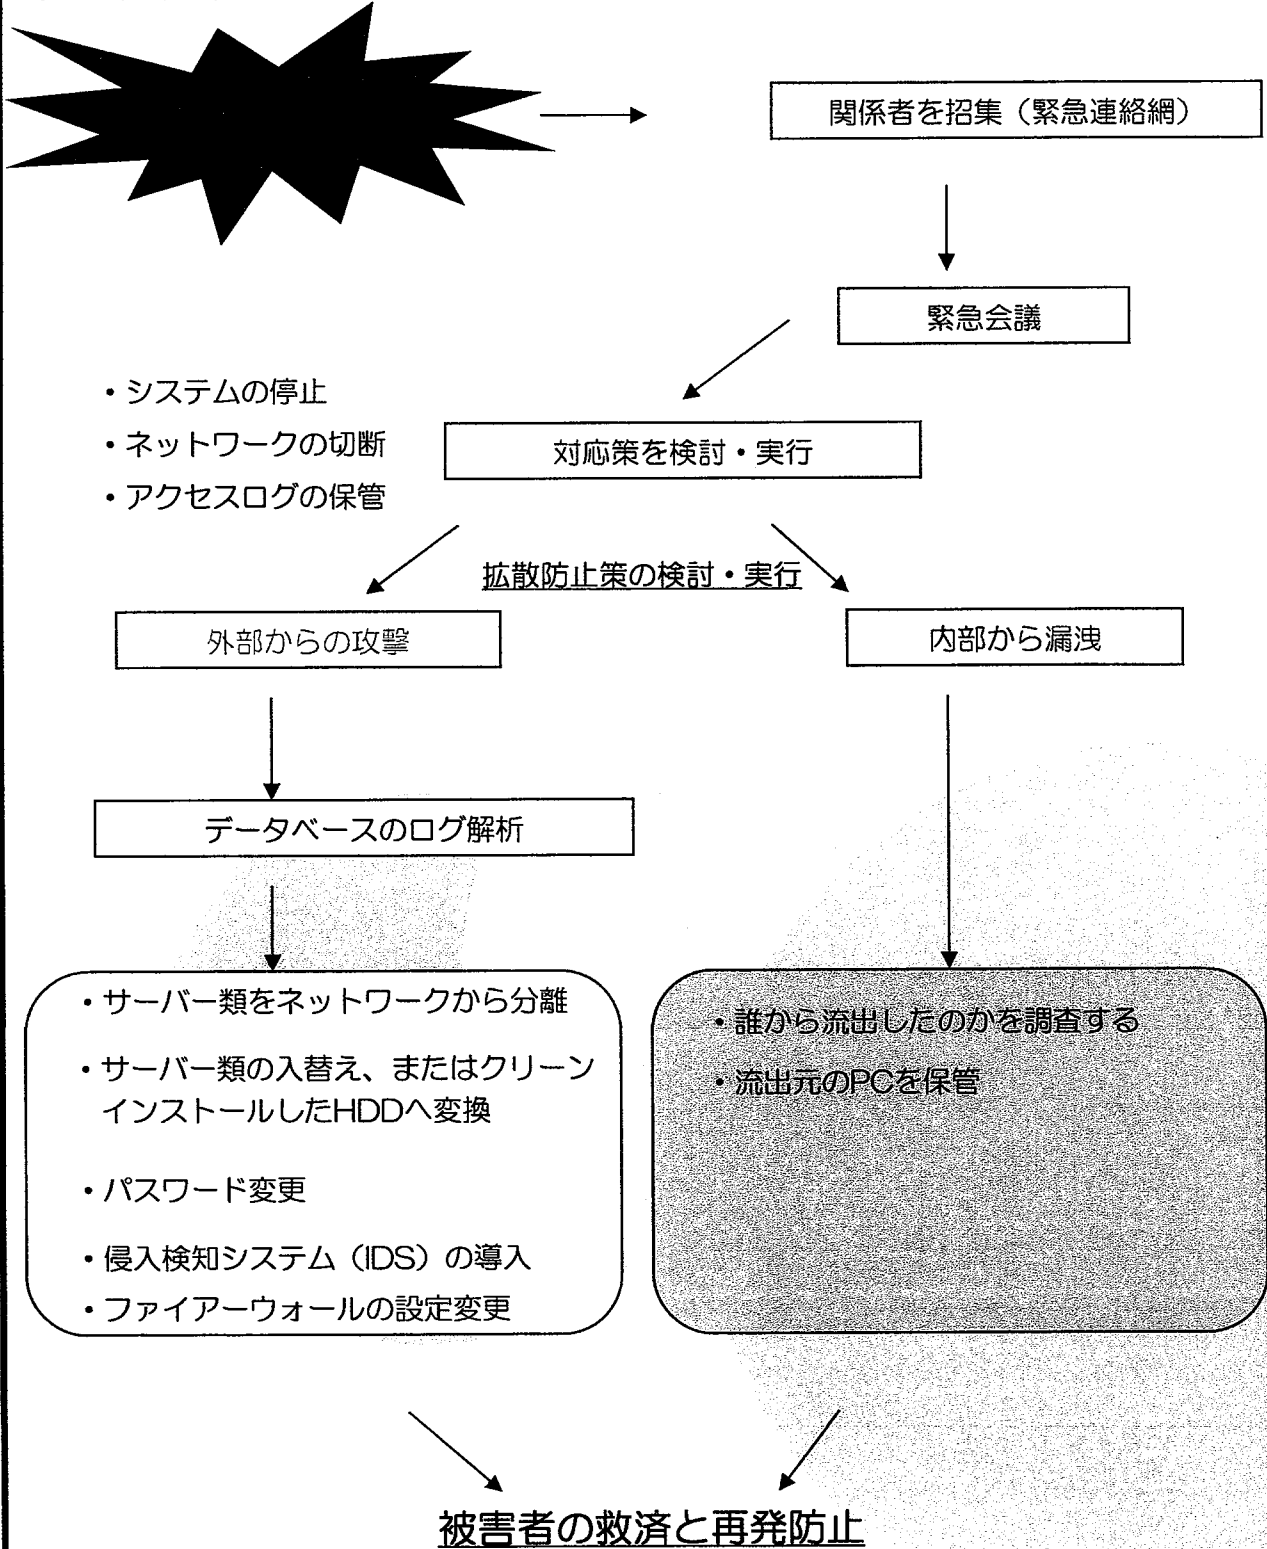 関係者を招集（緊急連絡網）
緊急会議
・システムの停止
・ネットワークの切断
・アクセスログの保管
対応策を検討・実行
拡散防止策の検討・実行
外部からの攻撃
内部から漏洩
データベースのログ解析
・サーバー類をネットワークから分離
・サーバー類の入替え、またはクリーン
インストールしたHDDへ変換
・パスワード変更
・侵入検知システム（IDS）の導入
・ファイアーウォールの設定変更
・誰から流出したのかを調査する
・流出元のPCを保管
被害者の救済と再発防止